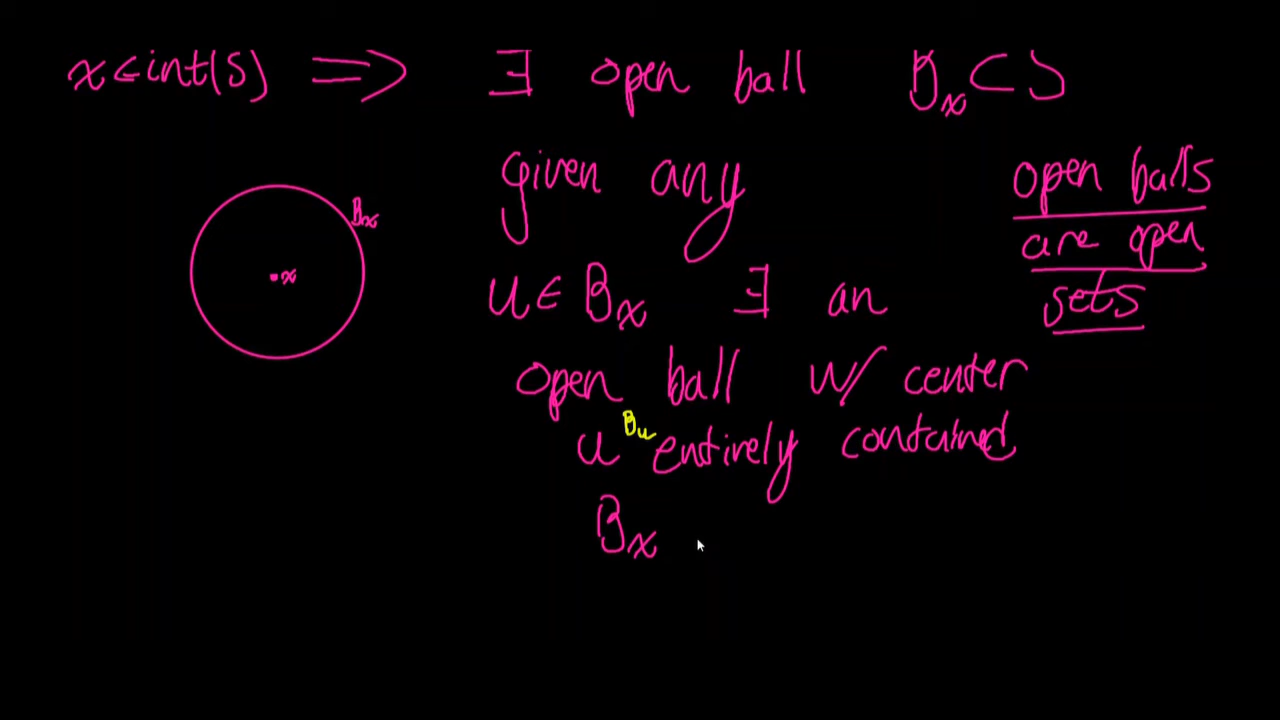 x ∈ int(S) ⟹ ∃ open ball Bₓ ⊂ S
given any
u ∈ Bₓ ∃ an
open ball w/ center
u Bᵤ entirely contained
Bₓ
open balls
are open
sets
Bₓ
x